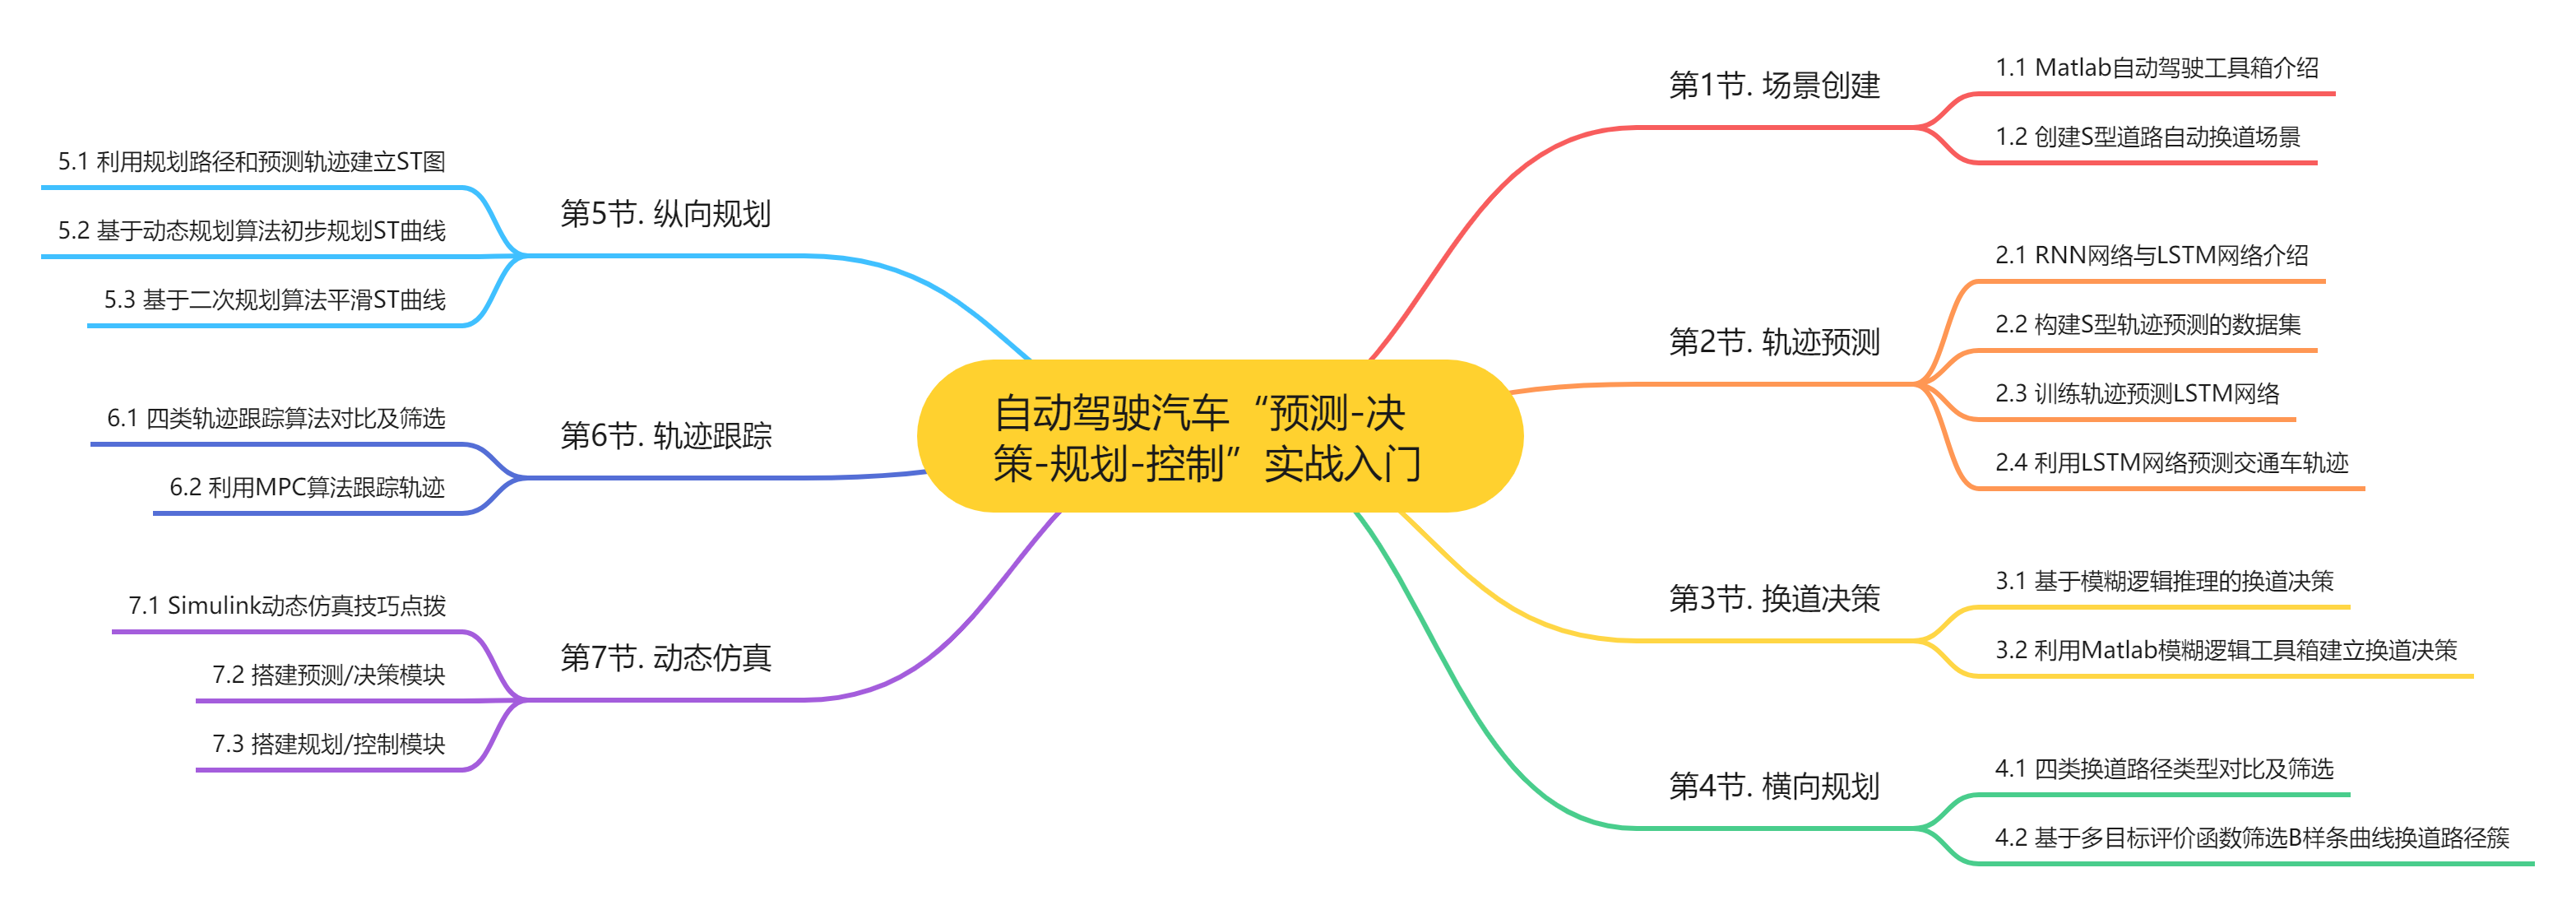 自动驾驶汽车“预测-决
策-规划-控制”实战入门
第1节. 场景创建
1.1 Matlab自动驾驶工具箱介绍
1.2 创建S型道路自动换道场景
第2节. 轨迹预测
2.1 RNN网络与LSTM网络介绍
2.2 构建S型轨迹预测的数据集
2.3 训练轨迹预测LSTM网络
2.4 利用LSTM网络预测交通车轨迹
第3节. 换道决策
3.1 基于模糊逻辑推理的换道决策
3.2 利用Matlab模糊逻辑工具箱建立换道决策
第4节. 横向规划
4.1 四类换道路径类型对比及筛选
4.2 基于多目标评价函数筛选B样条曲线换道路径簇
第5节. 纵向规划
5.1 利用规划路径和预测轨迹建立ST图
5.2 基于动态规划算法初步规划ST曲线
5.3 基于二次规划算法平滑ST曲线
第6节. 轨迹跟踪
6.1 四类轨迹跟踪算法对比及筛选
6.2 利用MPC算法跟踪轨迹
第7节. 动态仿真
7.1 Simulink动态仿真技巧点拨
7.2 搭建预测/决策模块
7.3 搭建规划/控制模块